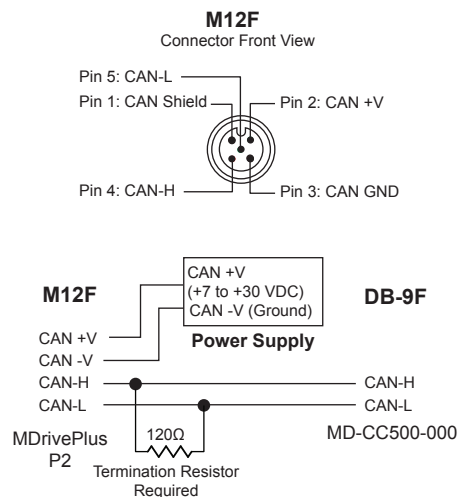 M12F
Connector Front View
Pin 5: CAN-L
Pin 1: CAN Shield
Pin 2: CAN +V
Pin 4: CAN-H
Pin 3: CAN GND
M12F
CAN +V
(+7 to +30 VDC)
CAN -V (Ground)
Power Supply
DB-9F
CAN +V
CAN -V
CAN-H
CAN-H
CAN-L
CAN-L
MDrivePlus
P2
120Ω
MD-CC500-000
Termination Resistor
Required